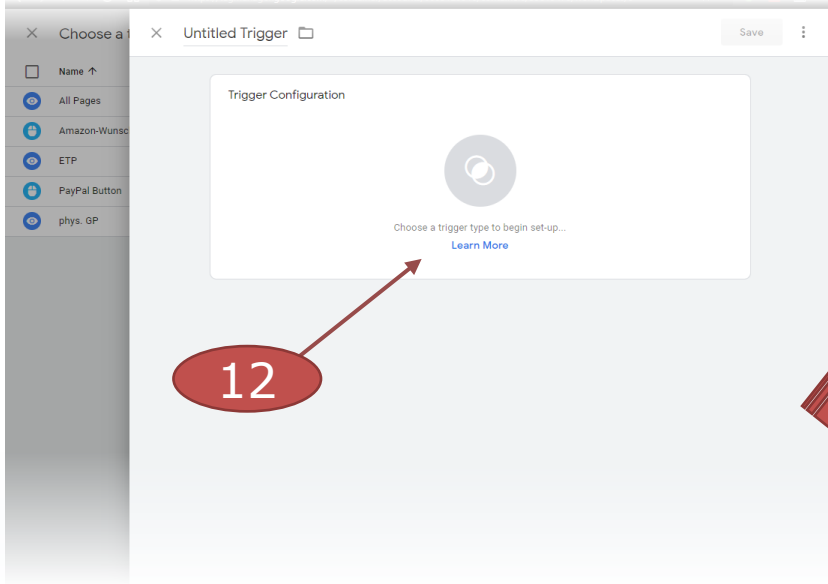 Choose a t
Untitled Trigger
Save
Name
All Pages
Amazon-Wunsc
ETP
PayPal Button
phys. GP
Trigger Configuration
Choose a trigger type to begin set-up...
Learn More
12